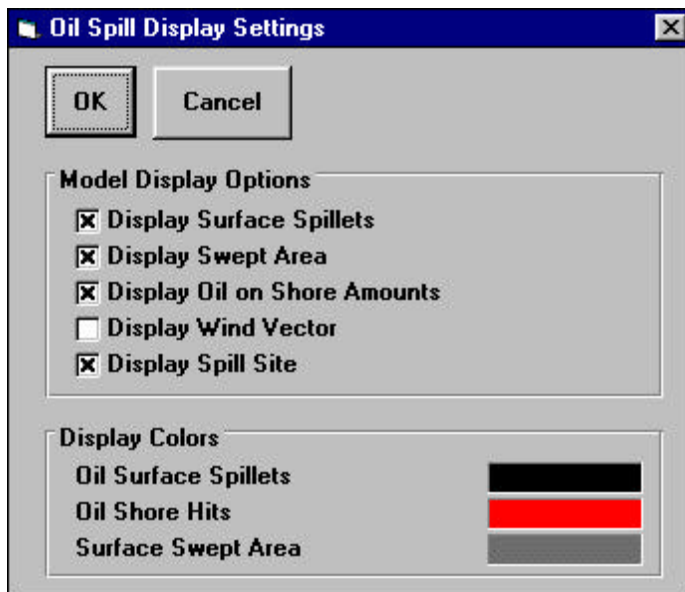 Oil Spill Display Settings
OK Cancel
Model Display Options
Display Surface Spillets
Display Swept Area
Display Oil on Shore Amounts
Display Wind Vector
Display Spill Site
Display Colors
Oil Surface Spillets
Oil Shore Hits
Surface Swept Area